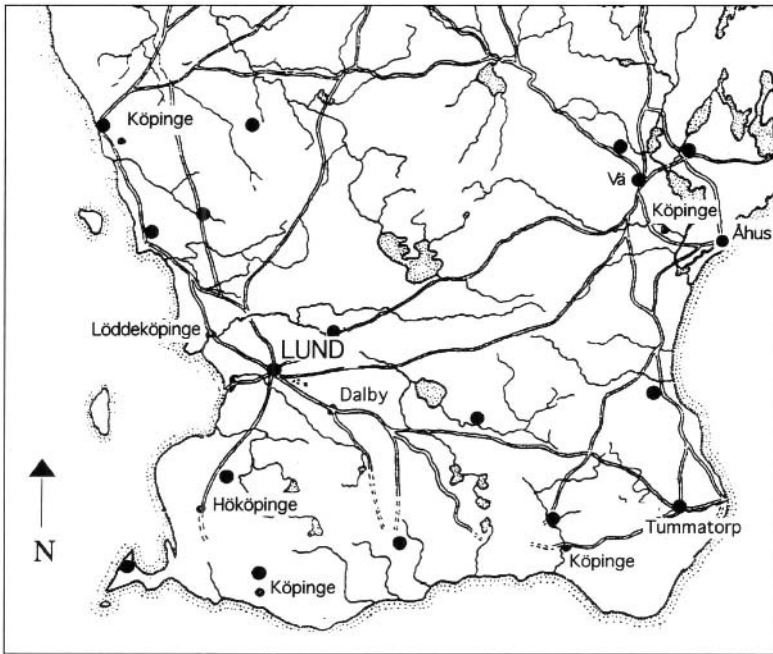 Köpinge
Vä
Köpinge
Åhus
Löddeköpinge
LUND
Dalby
Hököpinge
Tummatorp
N
Köpinge
Köpinge